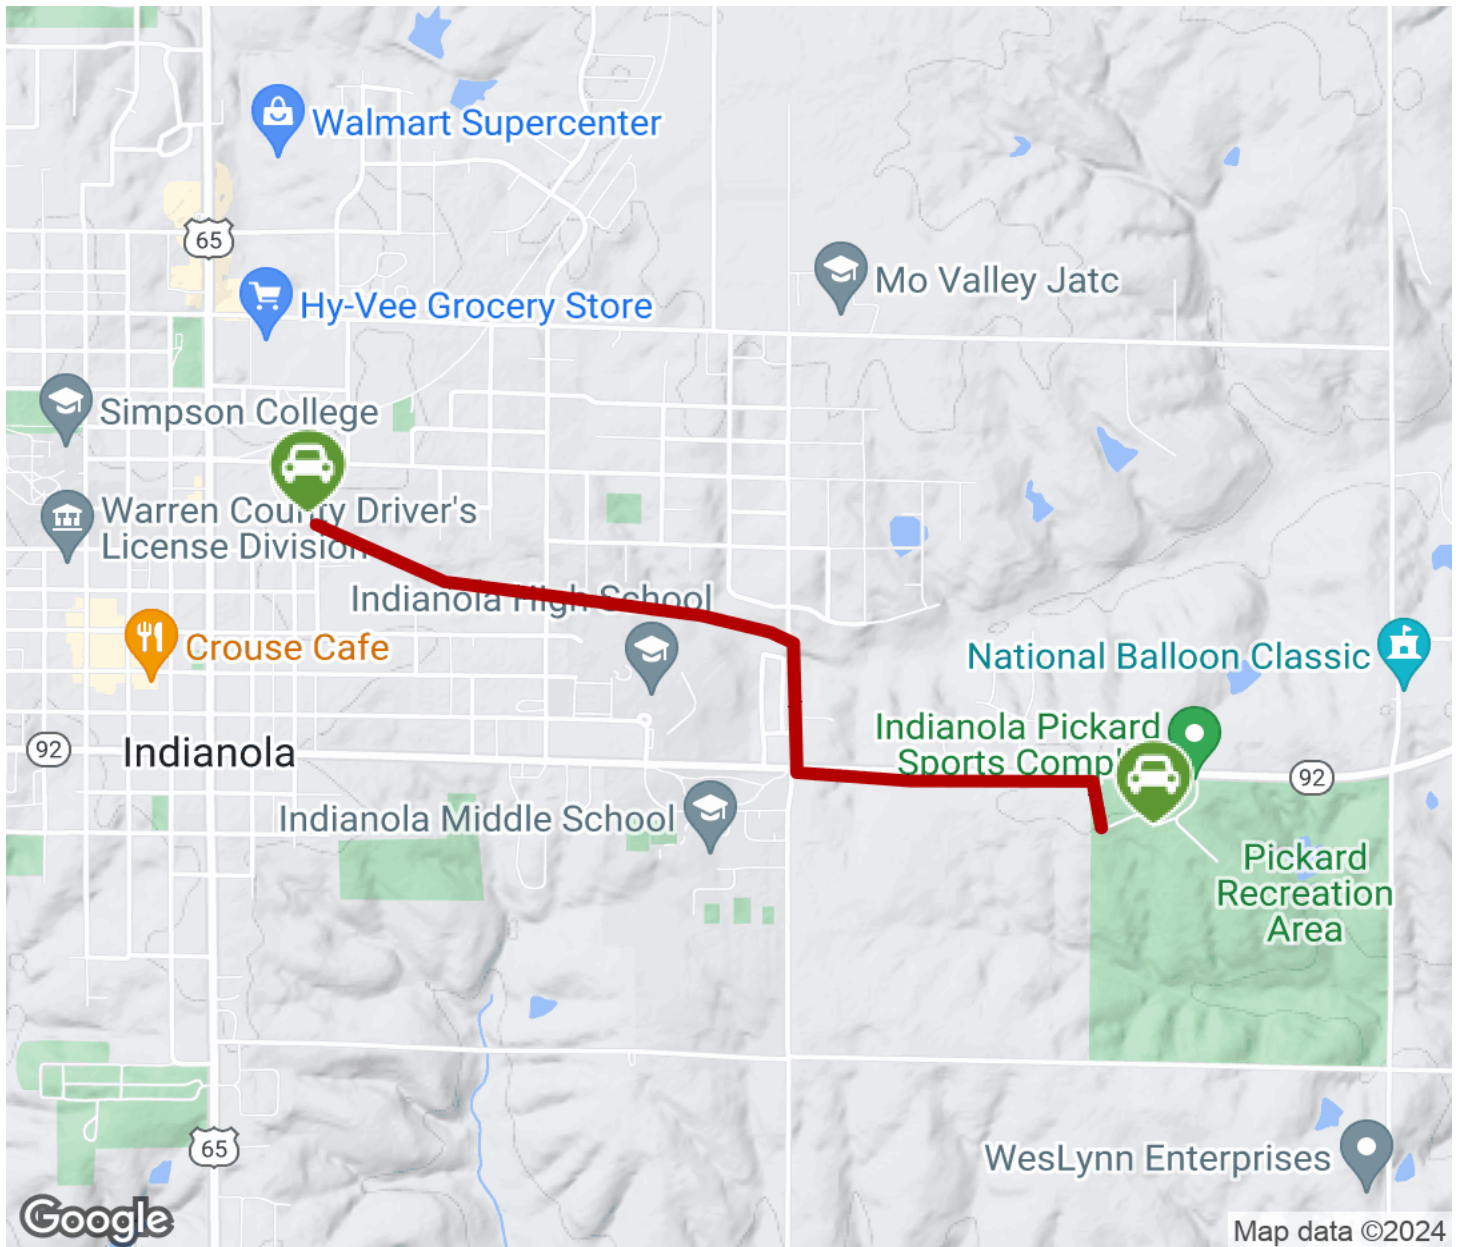 Walmart Supercenter
65
Mo Valley Jatc
Hy-Vee Grocery Store
Simpson College
Warren County Driver's
License Division
Indianola High School
Crouse Cafe
National Balloon Classic
Indianola Pickard
Sports Comp
92
Indianola
92
Indianola Middle School
Pickard
Recreation
Area
65
WesLynn Enterprises
Google
Map data ©2024